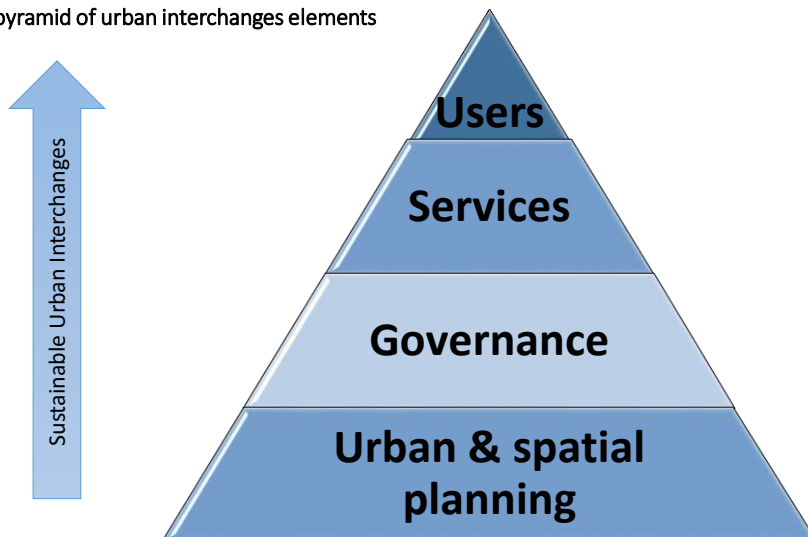 pyramid of urban interchanges elements
Users
Services
Governance
Urban & spatial
planning
Sustainable Urban Interchanges